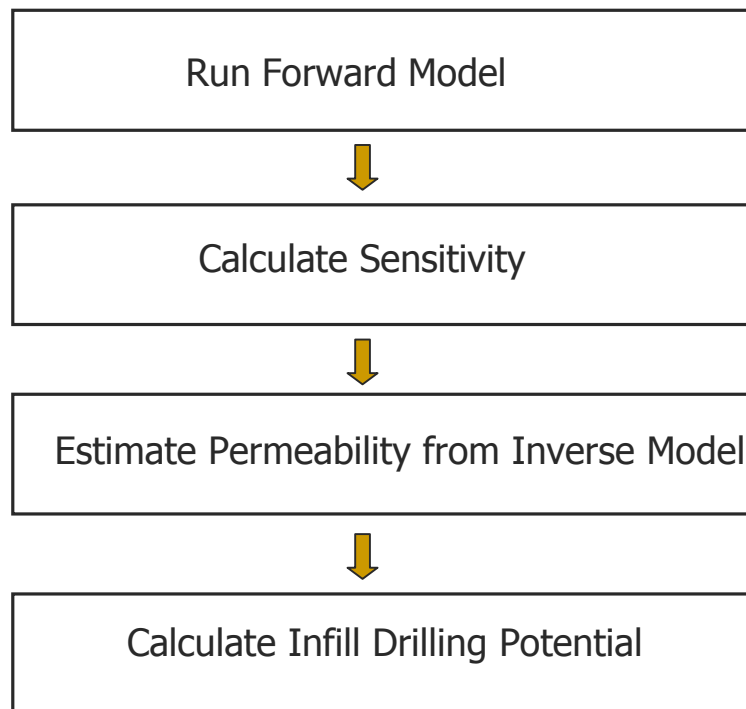 Run Forward Model
Calculate Sensitivity
Estimate Permeability from Inverse Model
Calculate Infill Drilling Potential